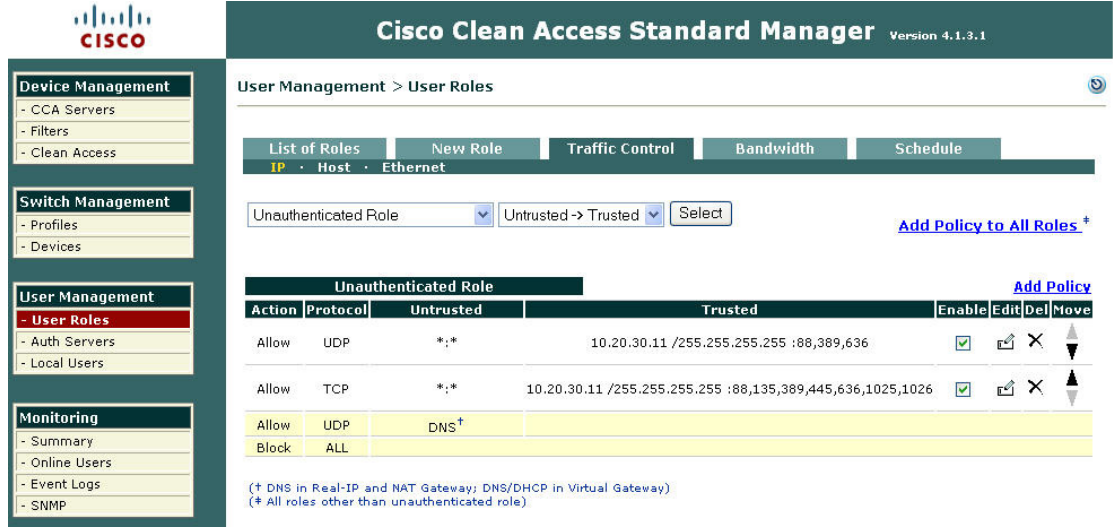 CISCO
Cisco Clean Access Standard Manager Version 4.1.3.1
Device Management
- CCA Servers
- Filters
- Clean Access
Switch Management
- Profiles
- Devices
User Management
- User Roles
- Auth Servers
- Local Users
Monitoring
- Summary
- Online Users
- Event Logs
- SNMP
User Management > User Roles
List of Roles New Role Traffic Control Bandwidth Schedule
IP · Host · Ethernet
Unauthenticated Role Untrusted -> Trusted Select
Add Policy to All Roles ‡
Unauthenticated Role Add Policy
Action Protocol Untrusted Trusted Enable Edit Del Move
Allow UDP *:* 10.20.30.11 /255.255.255.255 :88,389,636
Allow TCP *:* 10.20.30.11 /255.255.255.255 :88,135,389,445,636,1025,1026
Allow UDP DNS†
Block ALL
(† DNS in Real-IP and NAT Gateway; DNS/DHCP in Virtual Gateway)
(‡ All roles other than unauthenticated role)